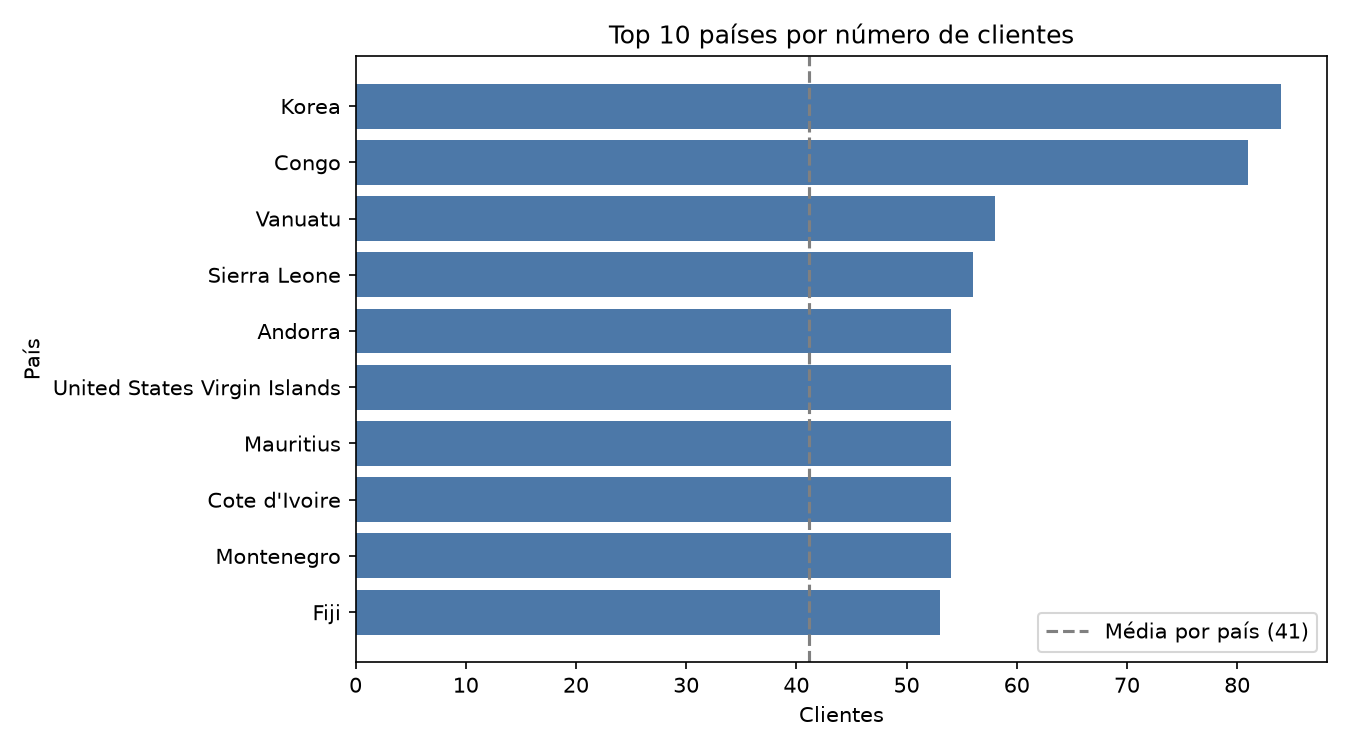 Top 10 países por número de clientes
País
Korea
Congo
Vanuatu
Sierra Leone
Andorra
United States Virgin Islands
Mauritius
Cote d'Ivoire
Montenegro
Fiji
Média por país (41)
0 10 20 30 40 50 60 70 80
Clientes